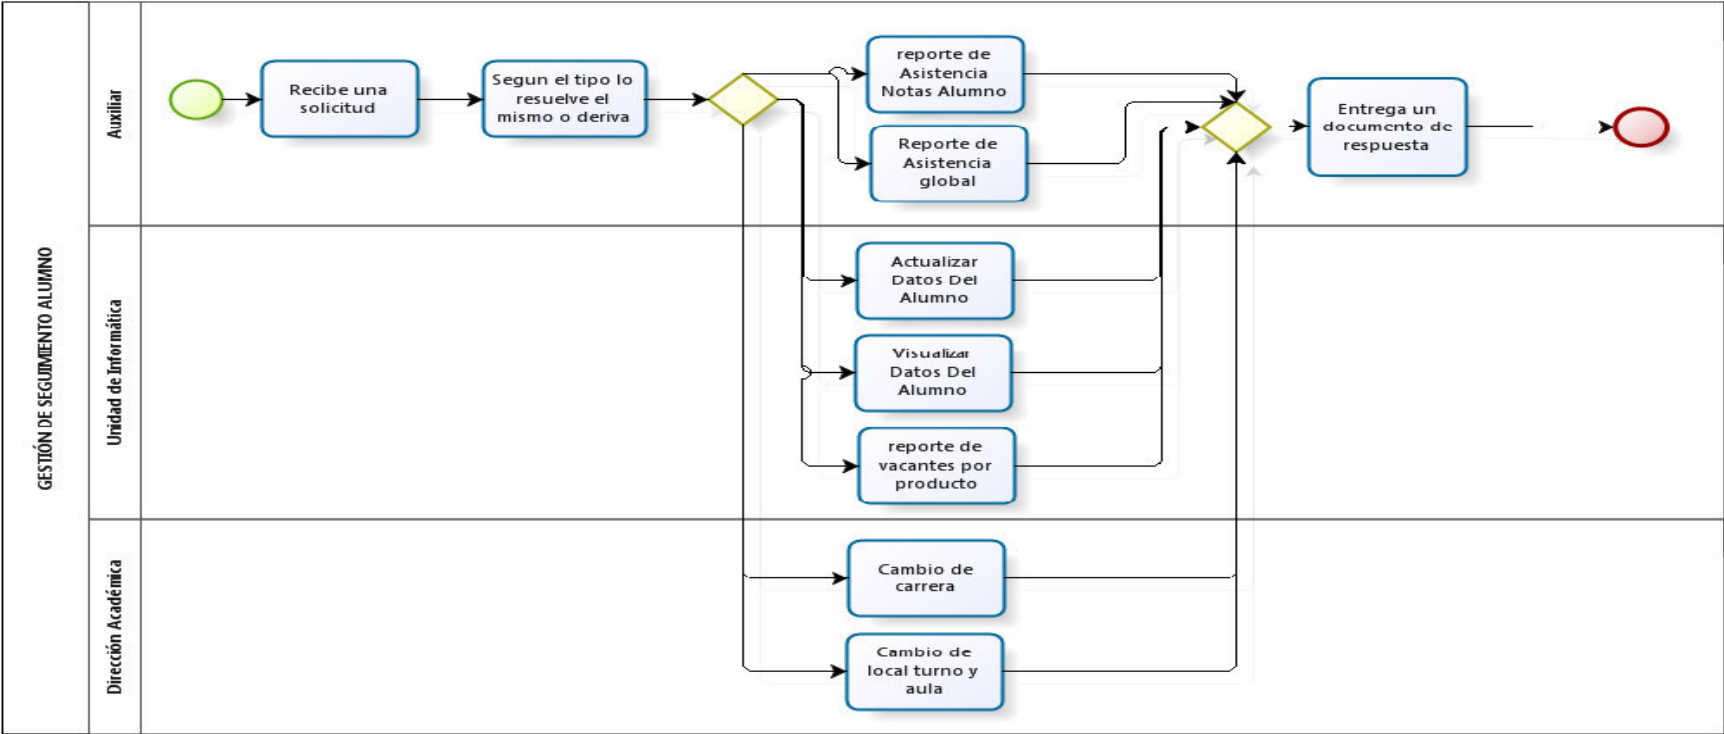 GESTIÓN DE SEGUIMIENTO ALUMNO
Auxiliar
Recibe una
solicitud
Segun el tipo lo
resuelve el
mismo o deriva
reporte de
Asistencia
Notas Alumno
Reporte de
Asistencia
global
Entrega un
documento de
respuesta
Unidad de Informática
Actualizar
Datos Del
Alumno
Visualizar
Datos Del
Alumno
reporte de
vacantes por
producto
Dirección Académica
Cambio de
carrera
Cambio de
local turno y
aula